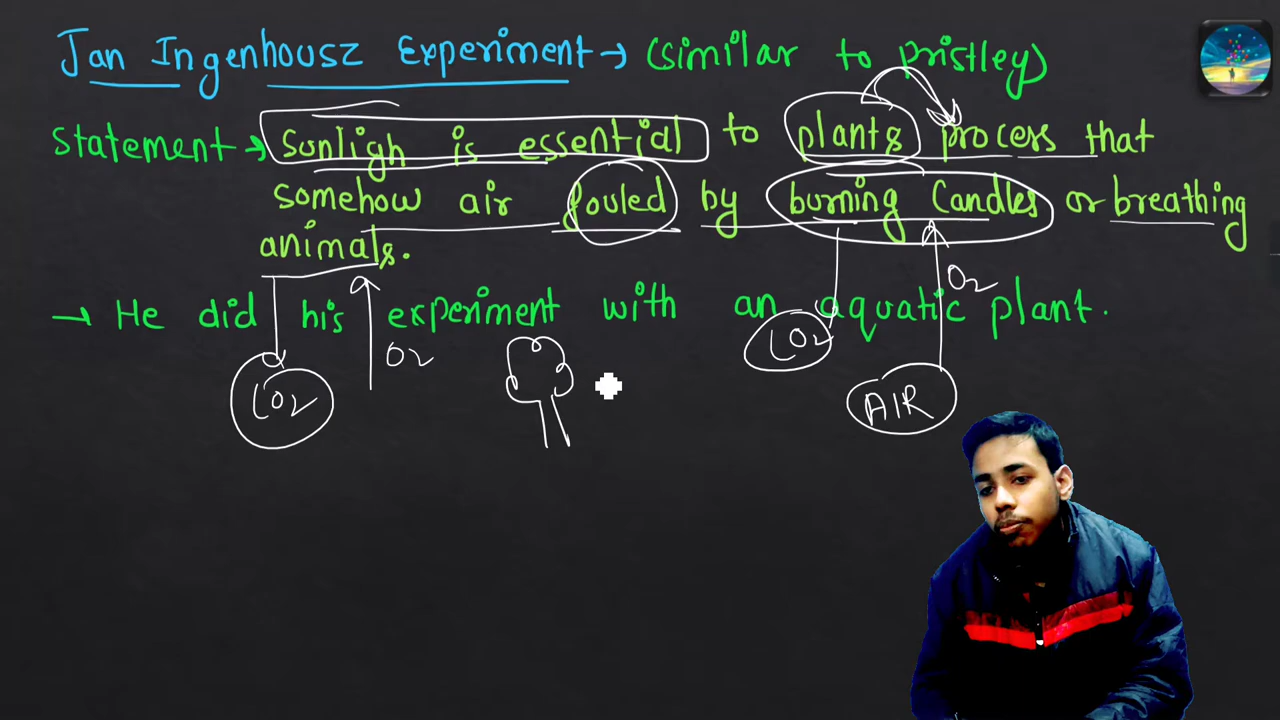 Jan Ingenhousz Experiment → (similar to pristley)
statement → Sunligh is essential to plants process that
somehow air fouled by burning Candles or breathing
animals.
O2
→ He did his experiment with an aquatic plant.
O2 CO2
CO2 AIR